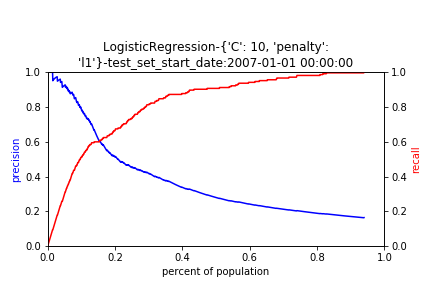 LogisticRegression-{'C': 10, 'penalty':
'l1'}-test_set_start_date:2007-01-01 00:00:00
1.0
0.8
0.6
0.4
0.2
0.0
precision
1.0
0.8
0.6
0.4
0.2
0.0
recall
0.0 0.2 0.4 0.6 0.8 1.0
percent of population